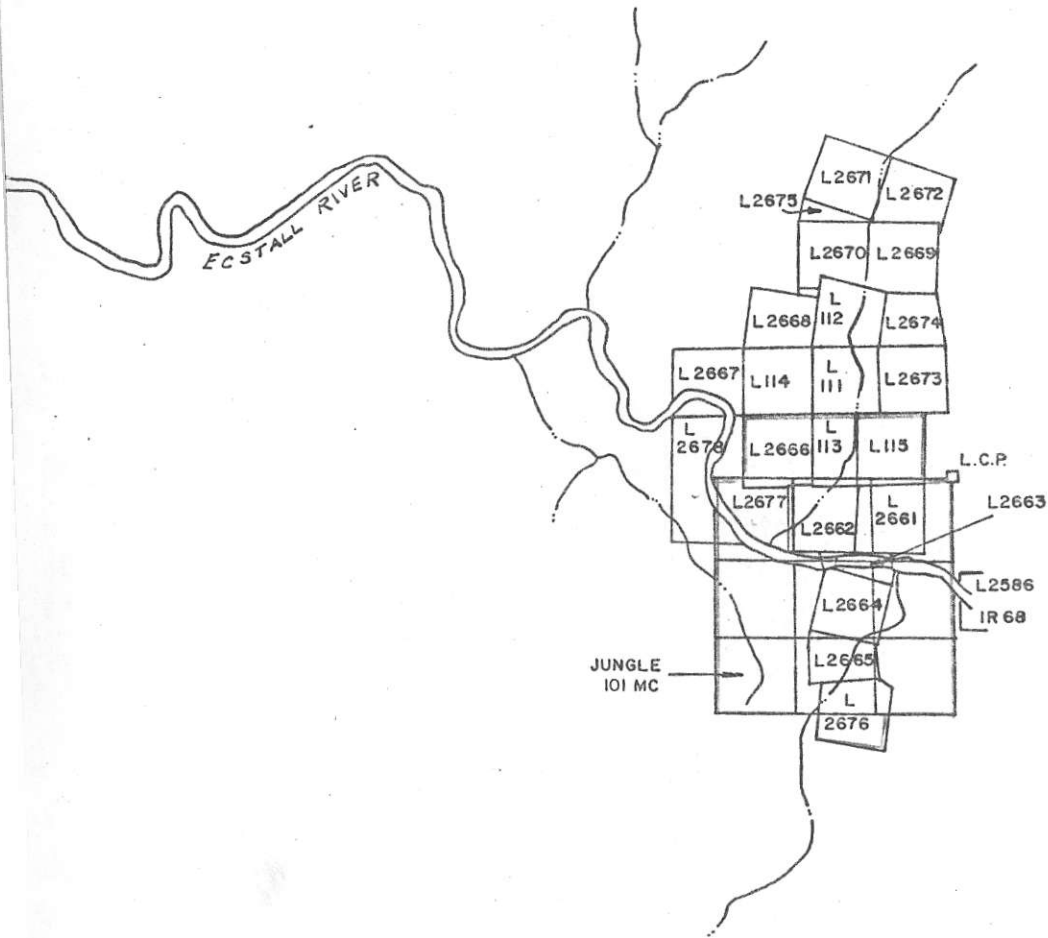 L2671
L2672
L2675
ECSTALL RIVER
L2670
L2669
L
112
L2668
L2674
L2667
L114
L
111
L2673
L
2678
L2666
L
113
L115
L.C.P.
L2677
L2662
L
2661
L2663
L2586
IR 68
L2664
L2665
JUNGLE
101 MC
L
2676